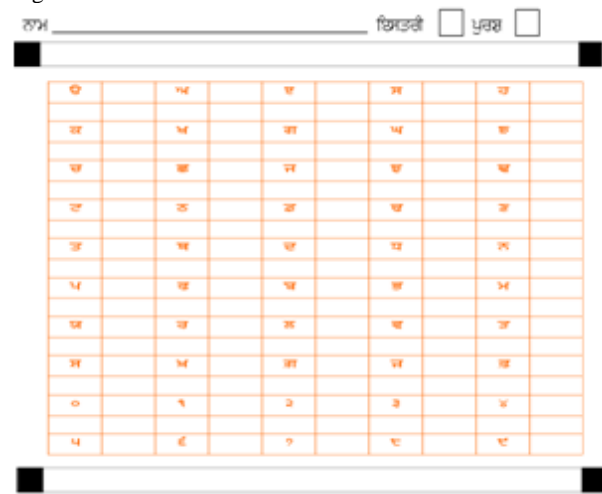 ਨਾਮ ਇਸਤਰੀ ਪੁਰਸ਼
ੳ ਅ ੲ ਸ ਹ
ਕ ਖ ਗ ਘ ਙ
ਚ ਛ ਜ ਝ ਞ
ਟ ਠ ਡ ਢ ਣ
ਤ ਥ ਦ ਧ ਨ
ਪ ਫ ਬ ਭ ਮ
ਯ ਰ ਲ ਵ ੜ
ਸ਼ ਖ਼ ਗ਼ ਜ਼ ਫ਼
੦ ੧ ੨ ੩ ੪
੫ ੬ ੭ ੮ ੯